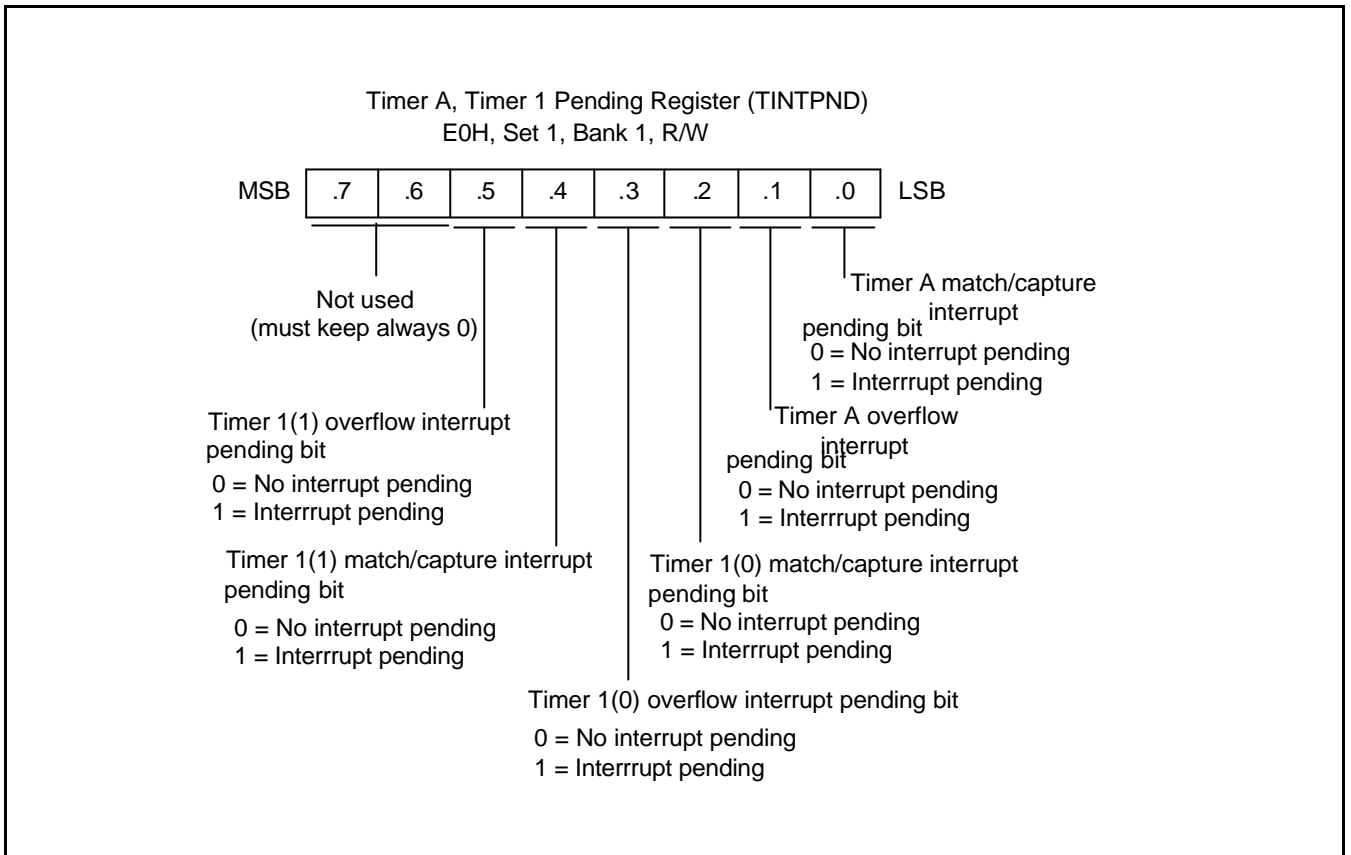 Timer A, Timer 1 Pending Register (TINTPND)
E0H, Set 1, Bank 1, R/W
MSB .7 .6 .5 .4 .3 .2 .1 .0 LSB
Not used
(must keep always 0)
Timer A match/capture
interrupt
pending bit
0 = No interrupt pending
1 = Interrrupt pending
Timer 1(1) overflow interrupt
pending bit
0 = No interrupt pending
1 = Interrrupt pending
Timer A overflow
interrupt
pending bit
0 = No interrupt pending
1 = Interrrupt pending
Timer 1(1) match/capture interrupt
pending bit
0 = No interrupt pending
1 = Interrrupt pending
Timer 1(0) match/capture interrupt
pending bit
0 = No interrupt pending
1 = Interrrupt pending
Timer 1(0) overflow interrupt pending bit
0 = No interrupt pending
1 = Interrrupt pending